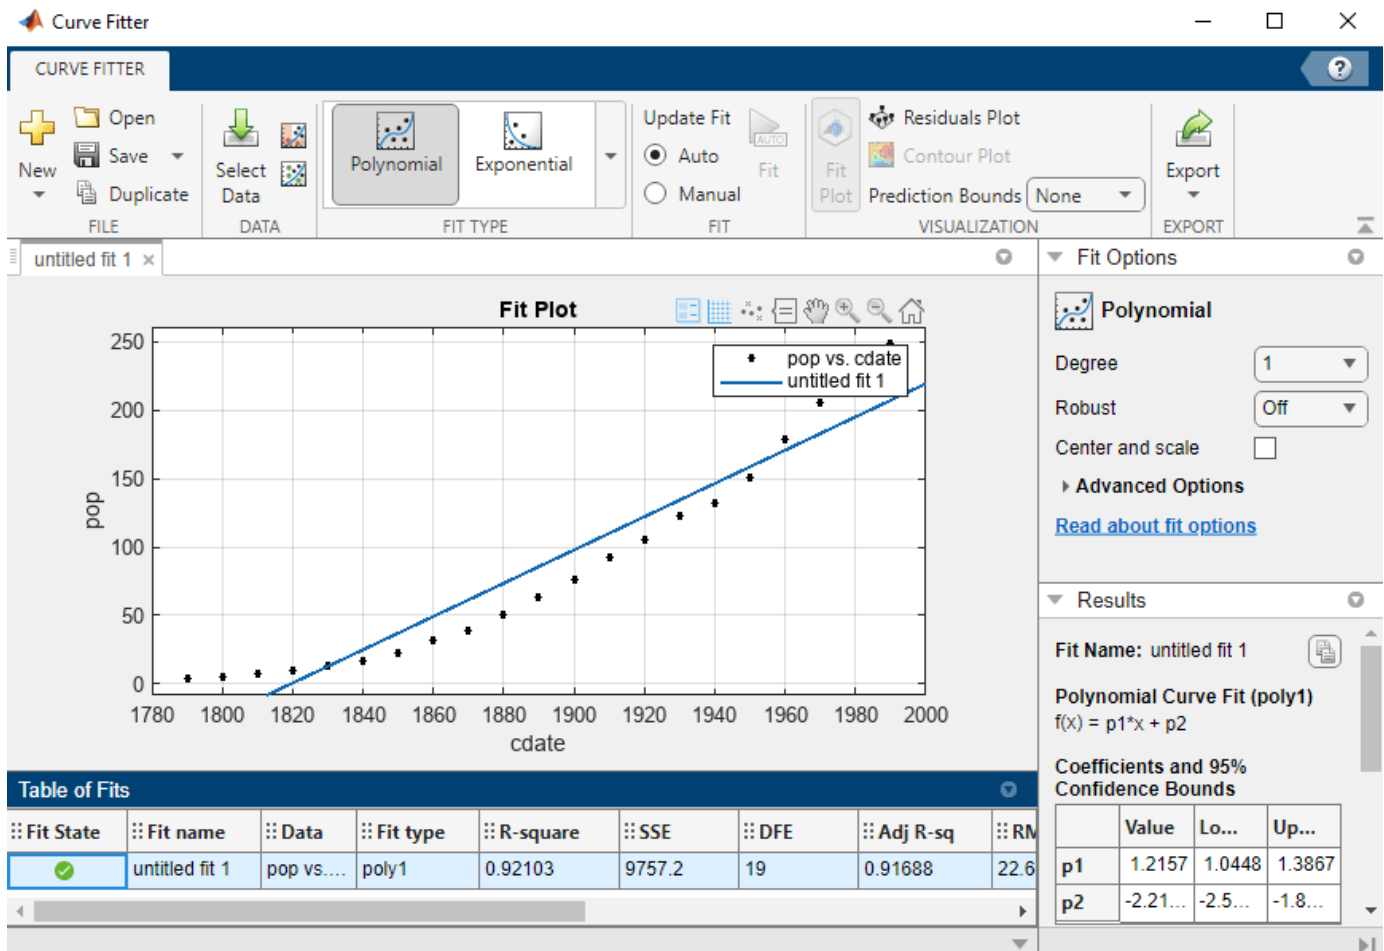 Curve Fitter
CURVE FITTER
?
New
Open
Save
Duplicate
FILE
Select
Data
DATA
Polynomial
Exponential
FIT TYPE
Update Fit
Auto
Manual
AUTO
Fit
FIT
Fit
Plot
Residuals Plot
Contour Plot
Prediction Bounds None
VISUALIZATION
Export
EXPORT
untitled fit 1
Fit Plot
pop vs. cdate
untitled fit 1
250
200
150
100
50
0
pop
1780 1800 1820 1840 1860 1880 1900 1920 1940 1960 1980 2000
cdate
Table of Fits
Fit State Fit name Data Fit type R-square SSE DFE Adj R-sq RM
untitled fit 1 pop vs.... poly1 0.92103 9757.2 19 0.91688 22.6
Fit Options
Polynomial
Degree 1
Robust Off
Center and scale
Advanced Options
Read about fit options
Results
Fit Name: untitled fit 1
Polynomial Curve Fit (poly1)
f(x) = p1*x + p2
Coefficients and 95%
Confidence Bounds
Value Lo... Up...
p1 1.2157 1.0448 1.3867
p2 -2.21... -2.5... -1.8...